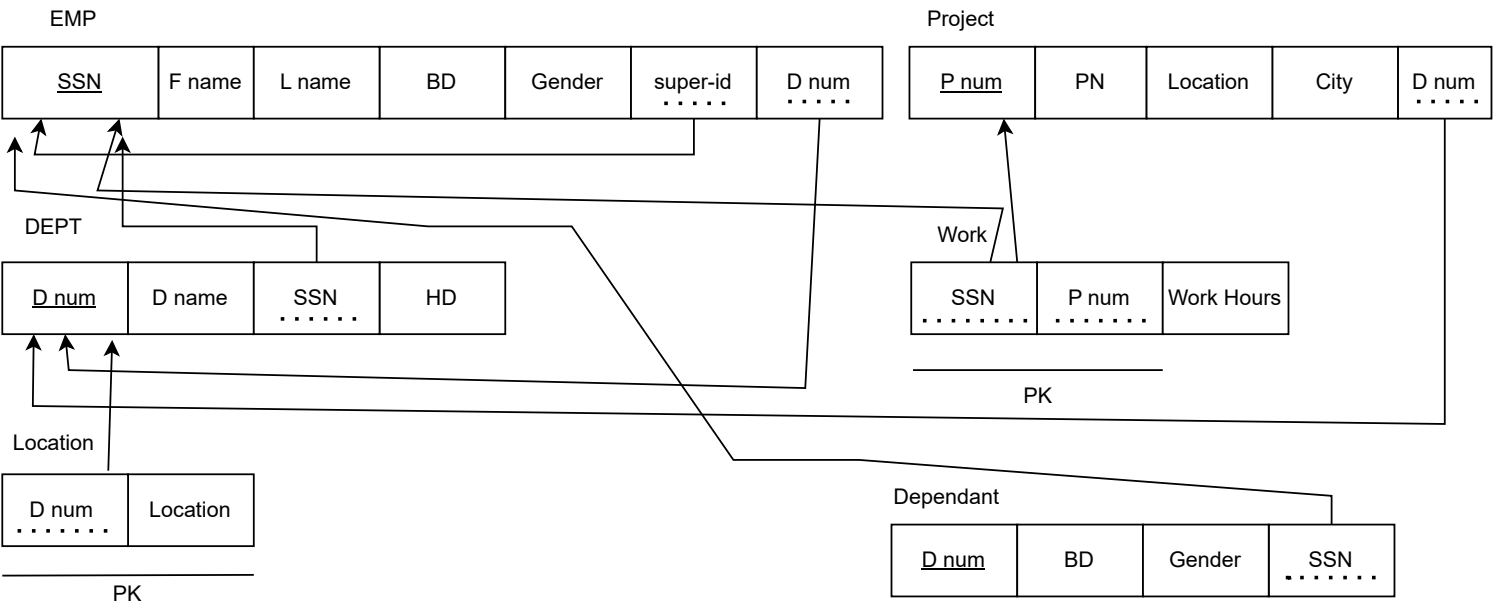 EMP
SSN F name L name BD Gender super-id D num
Project
P num PN Location City D num
DEPT
D num D name SSN HD
Work
SSN P num Work Hours
PK
Location
D num Location
PK
Dependant
D num BD Gender SSN